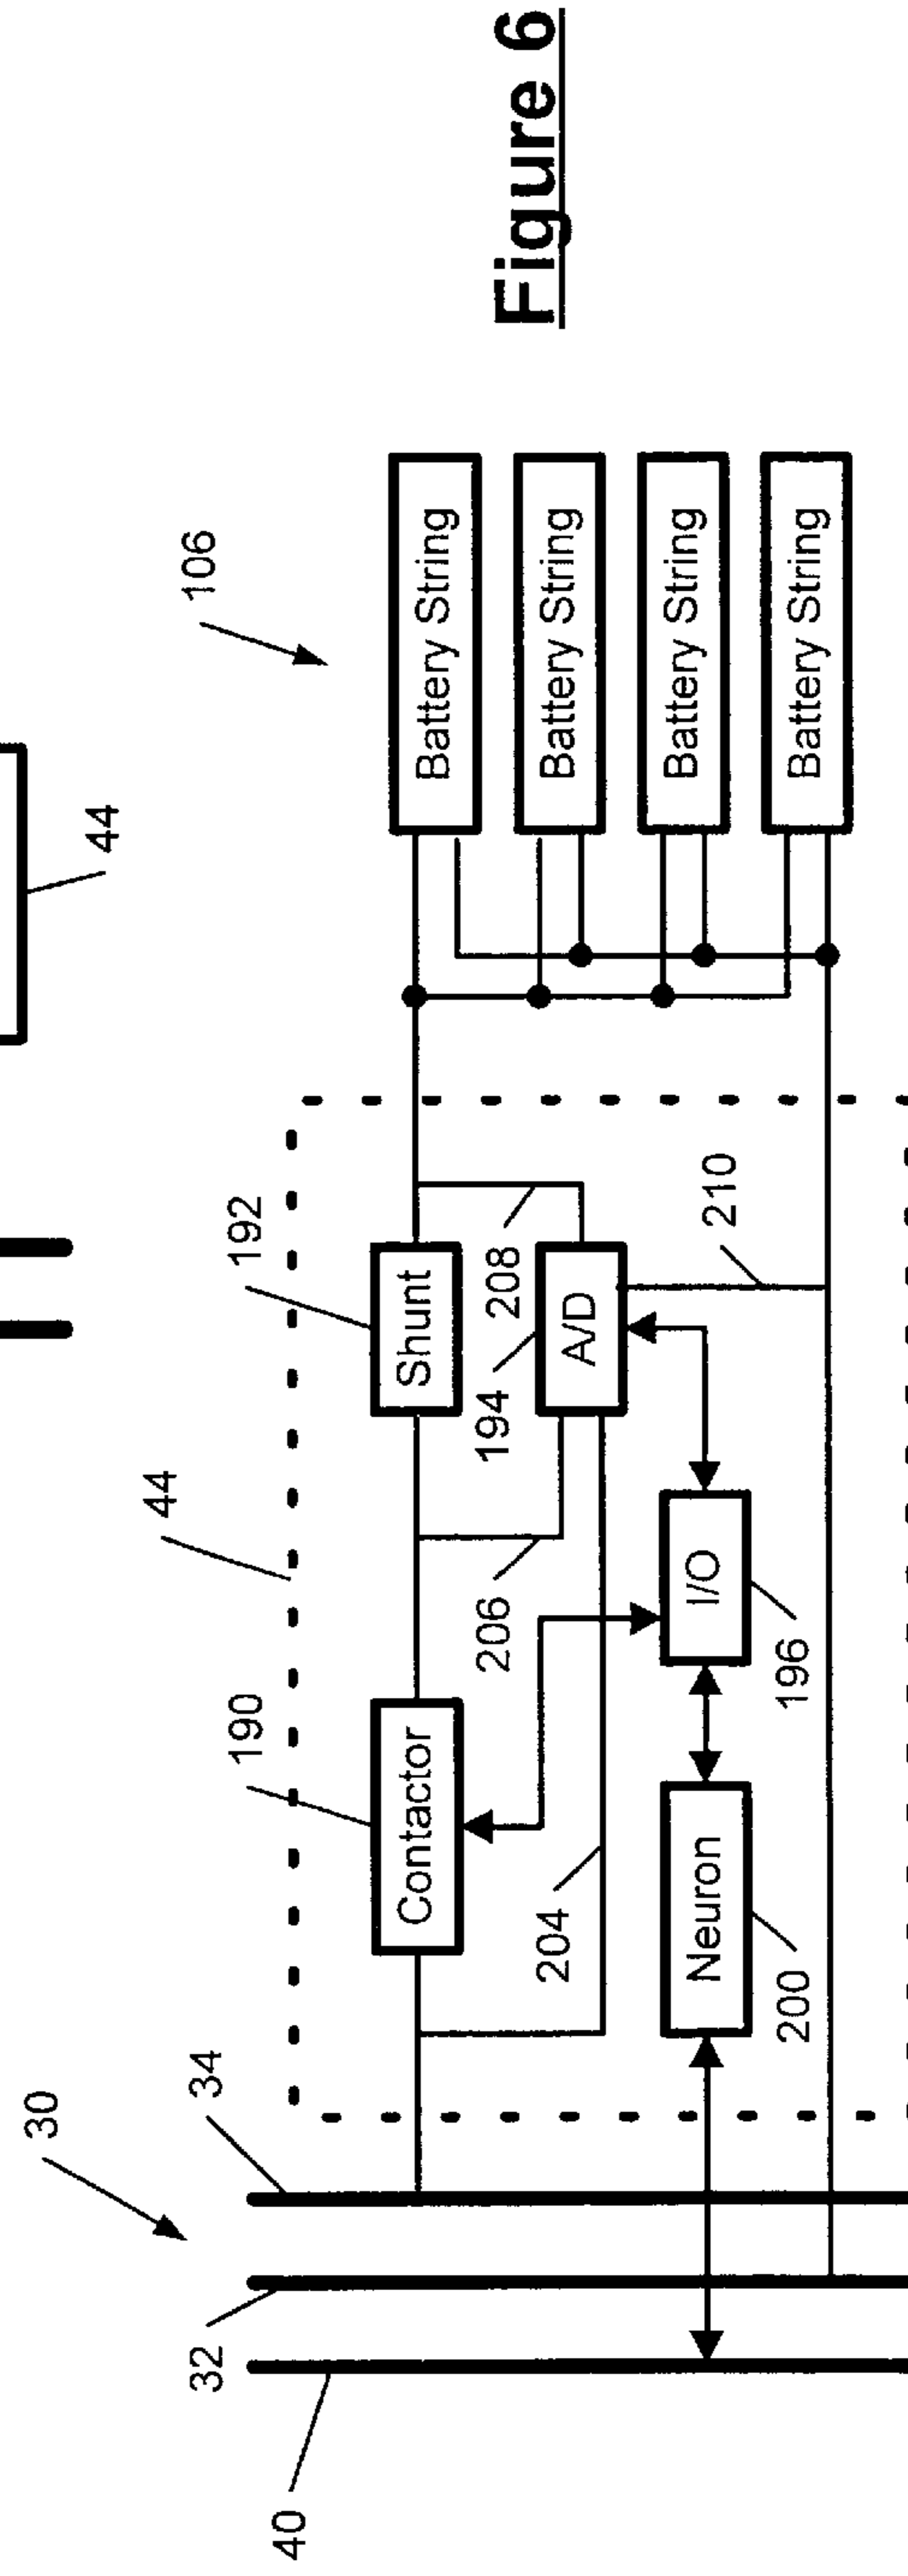 44
30
34
32
40
44
190
192
Contactor
Shunt
206
208
194
A/D
204
210
Neuron
I/O
200
196
106
Battery String
Battery String
Battery String
Battery String
Figure 6